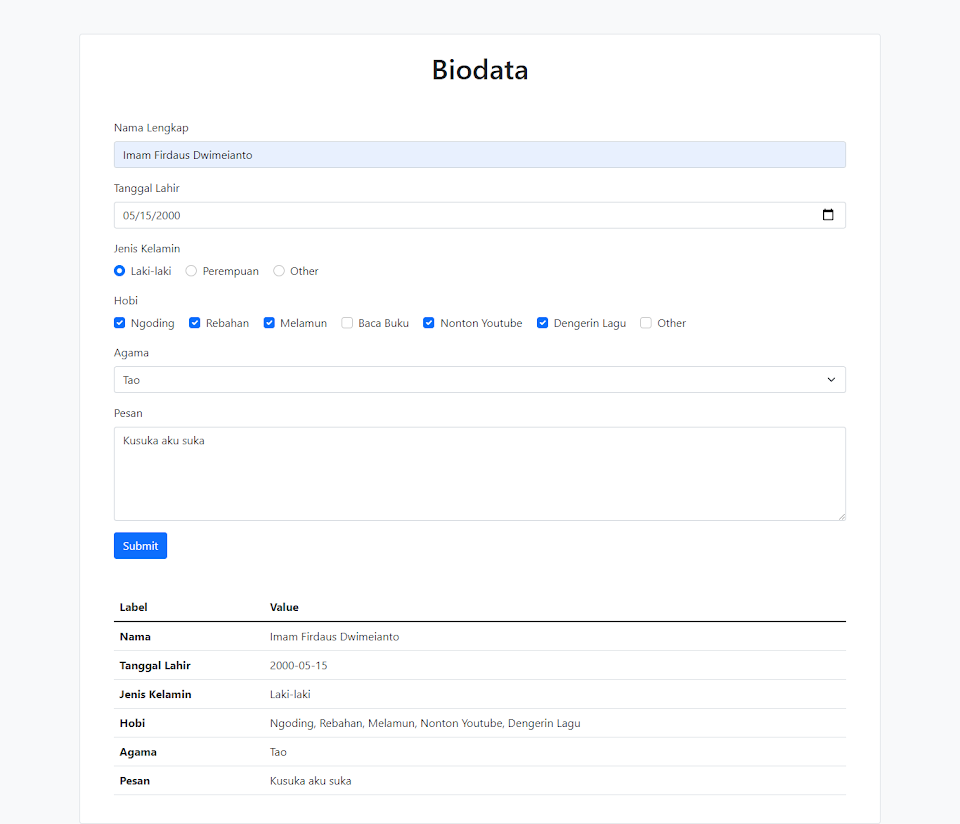 Biodata
Nama Lengkap
Imam Firdaus Dwimeianto
Tanggal Lahir
05/15/2000
Jenis Kelamin
Laki-laki Perempuan Other
Hobi
Ngoding Rebahan Melamun Baca Buku Nonton Youtube Dengerin Lagu Other
Agama
Tao
Pesan
Kusuka aku suka
Submit
Label Value
Nama Imam Firdaus Dwimeianto
Tanggal Lahir 2000-05-15
Jenis Kelamin Laki-laki
Hobi Ngoding, Rebahan, Melamun, Nonton Youtube, Dengerin Lagu
Agama Tao
Pesan Kusuka aku suka